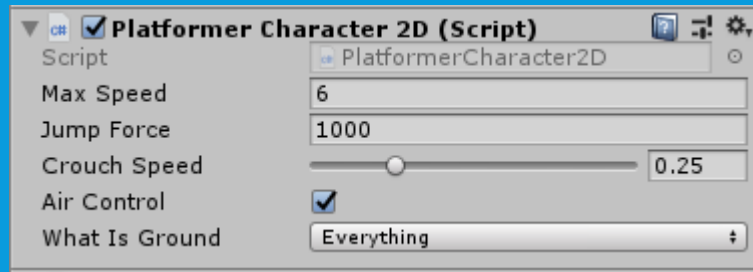 Platformer Character 2D (Script)
Script PlatformerCharacter2D
Max Speed 6
Jump Force 1000
Crouch Speed 0.25
Air Control
What Is Ground Everything